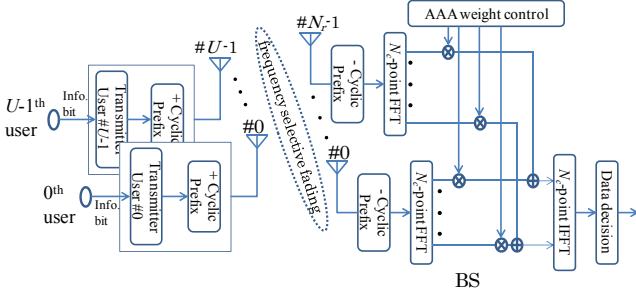 AAA weight control
#U-1
#Nr-1
- Cyclic Prefix
Nc-point FFT
frequency selective fading
U-1th user
Info. bit
Transmitter User #U-1
+ Cyclic Prefix
#0
#0
0th user
Info. bit
Transmitter User #0
+ Cyclic Prefix
- Cyclic Prefix
Nc-point FFT
Nc-point IFFT
Data decision
BS